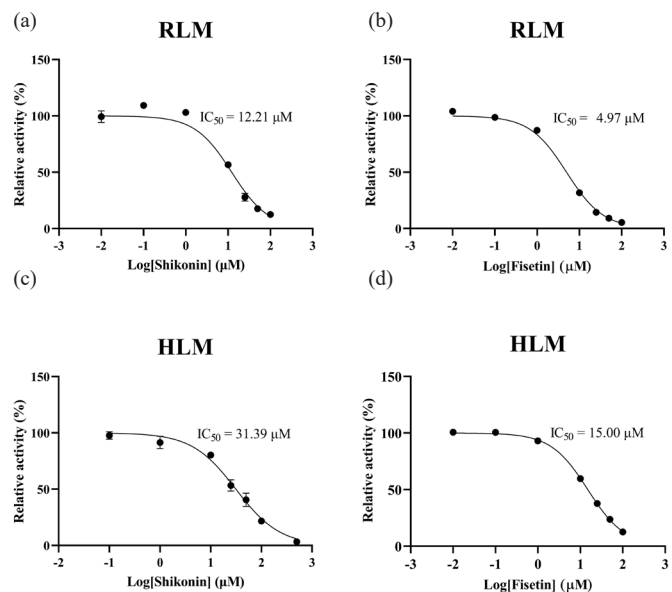 (a)
RLM
150
100
50
0
Relative activity (%)
IC50 = 12.21 μM
-3 -2 -1 0 1 2 3
Log[Shikonin] (μM)
(b)
RLM
150
100
50
0
Relative activity (%)
IC50 = 4.97 μM
-3 -2 -1 0 1 2 3
Log[Fisetin] (μM)
(c)
HLM
150
100
50
0
Relative activity (%)
IC50 = 31.39 μM
-2 -1 0 1 2 3
Log[Shikonin] (μM)
(d)
HLM
150
100
50
0
Relative activity (%)
IC50 = 15.00 μM
-3 -2 -1 0 1 2 3
Log[Fisetin] (μM)